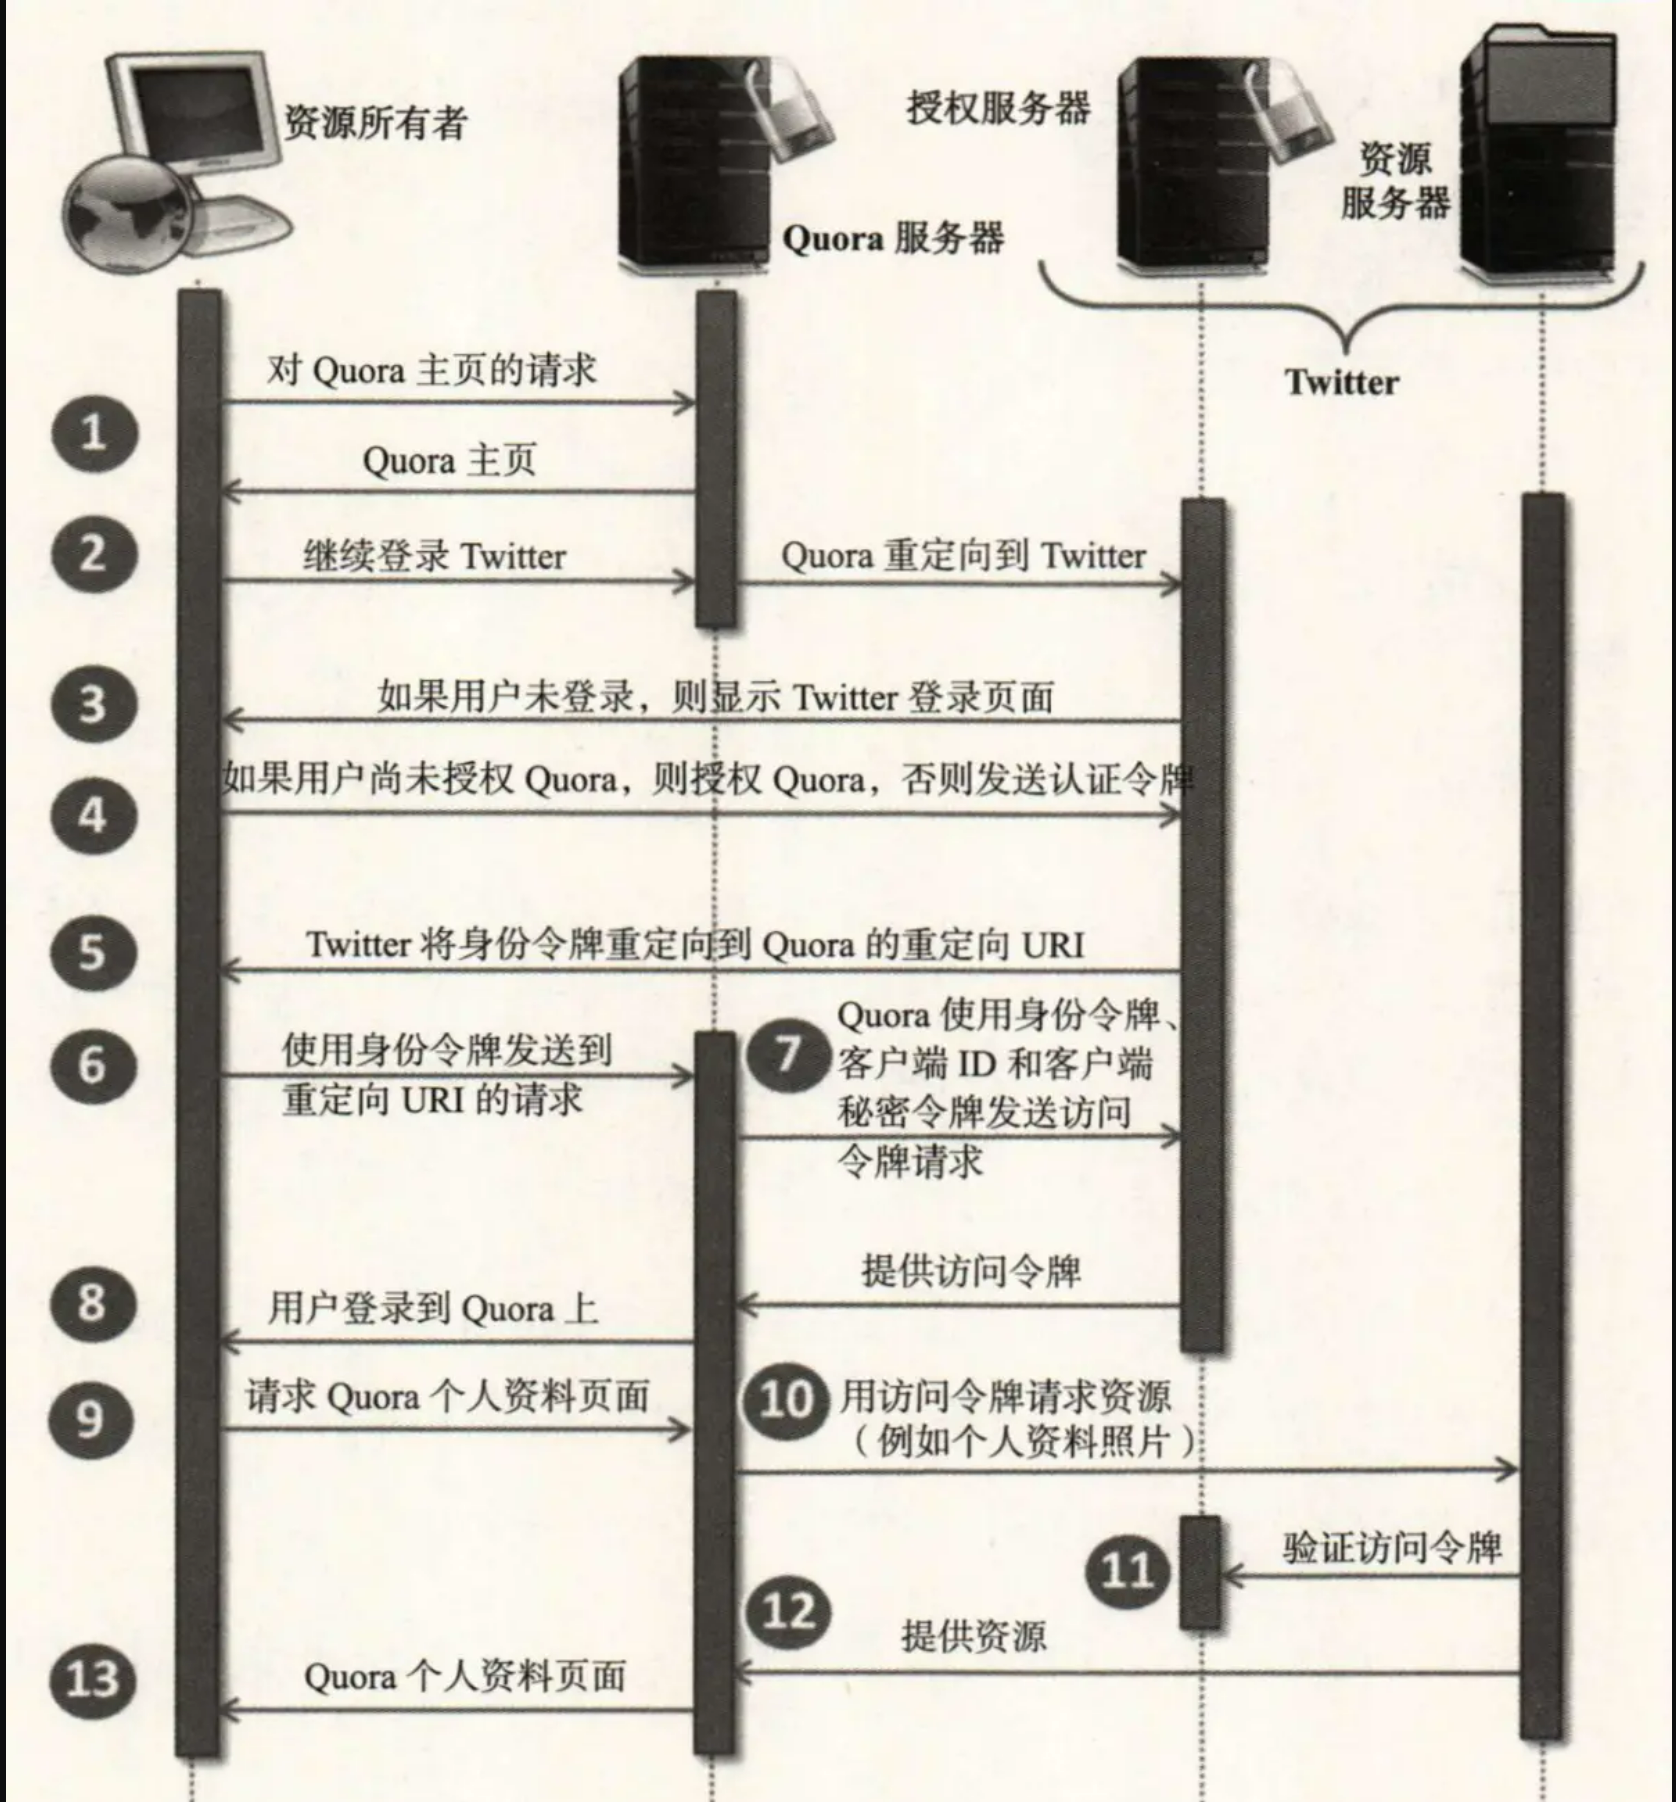 资源所有者
授权服务器
资源
服务器
Quora 服务器
Twitter
对 Quora 主页的请求
1
Quora 主页
2
继续登录 Twitter
Quora 重定向到 Twitter
3
如果用户未登录，则显示 Twitter 登录页面
4
如果用户尚未授权 Quora，则授权 Quora，否则发送认证令牌
5
Twitter 将身份令牌重定向到 Quora 的重定向 URI
6
使用身份令牌发送到
重定向 URI 的请求
7
Quora 使用身份令牌、
客户端 ID 和客户端
秘密令牌发送访问
令牌请求
提供访问令牌
8
用户登录到 Quora 上
9
请求 Quora 个人资料页面
10
用访问令牌请求资源
（例如个人资料照片）
11
验证访问令牌
12
提供资源
13
Quora 个人资料页面